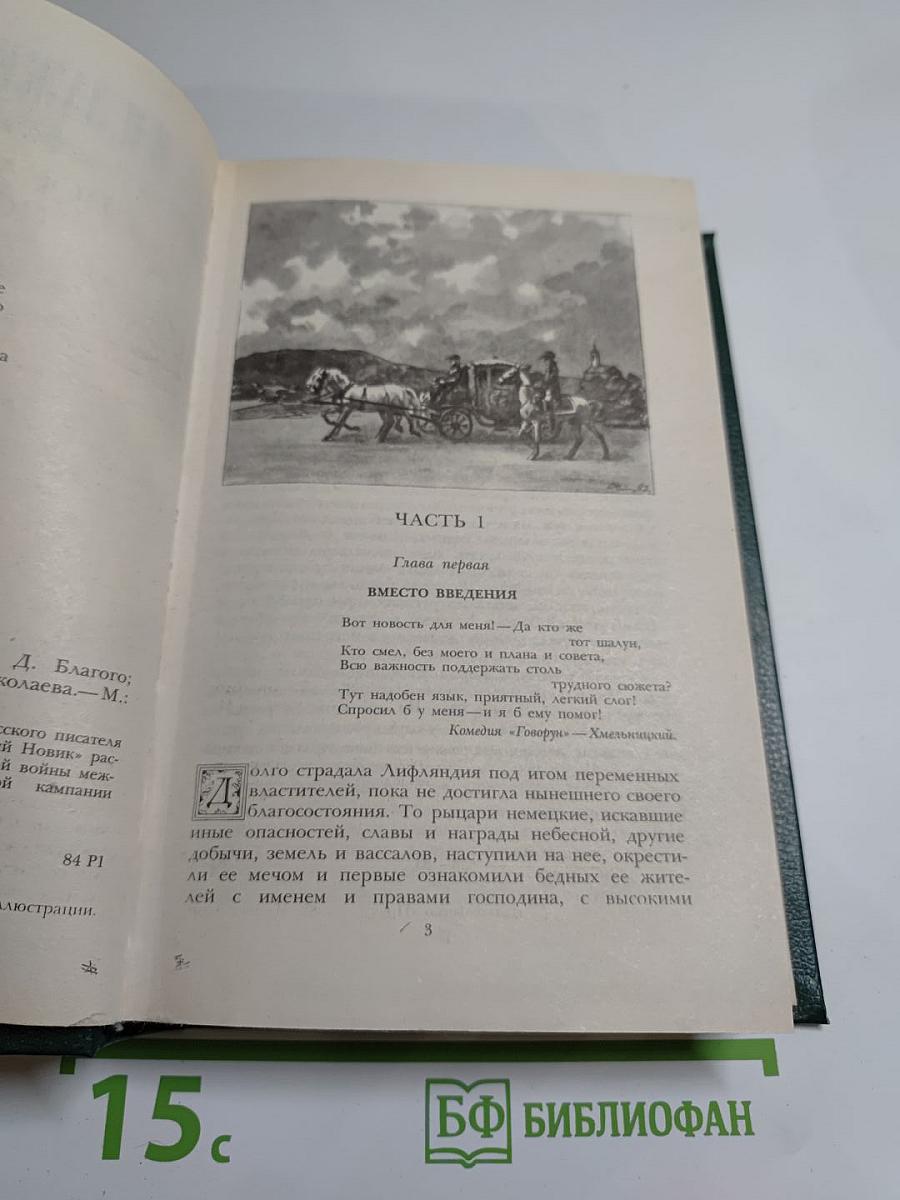 е
а
Д. Благого;
колаева.— М.:
сского писателя
й Новик» рас-
й войны меж-
ой кампании
84 Р1
люстрации.
ЧАСТЬ 1
Глава первая
ВМЕСТО ВВЕДЕНИЯ
Вот новость для меня! — Да кто же
тот шалун,
Кто смел, без моего и плана и совета,
Всю важность поддержать столь
трудного сюжета?
Тут надобен язык, приятный, легкий слог!
Спросил б у меня — и я б ему помог!
Комедия «Говорун» — Хмельницкий.
Долго страдала Лифляндия под игом переменных
властителей, пока не достигла нынешнего своего
благосостояния. То рыцари немецкие, искавшие
иные опасностей, славы и награды небесной, другие
добычи, земель и вассалов, наступили на нее, окрести-
ли ее мечом и первые ознакомили бедных ее жите-
лей с именем и правами господина, с высокими
3
15 с
БФ БИБЛИОФАН